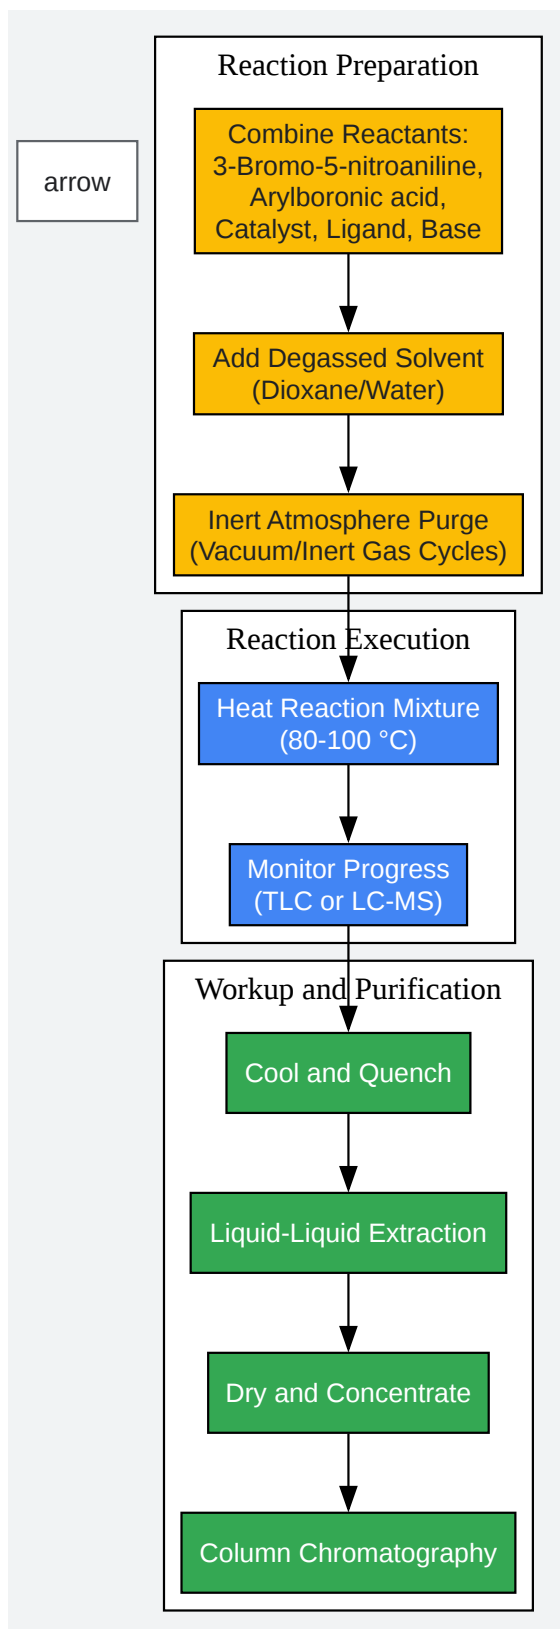 Reaction Preparation
arrow
Combine Reactants:
3-Bromo-5-nitroaniline,
Arylboronic acid,
Catalyst, Ligand, Base
Add Degassed Solvent
(Dioxane/Water)
Inert Atmosphere Purge
(Vacuum/Inert Gas Cycles)
Reaction Execution
Heat Reaction Mixture
(80-100 °C)
Monitor Progress
(TLC or LC-MS)
Workup and Purification
Cool and Quench
Liquid-Liquid Extraction
Dry and Concentrate
Column Chromatography